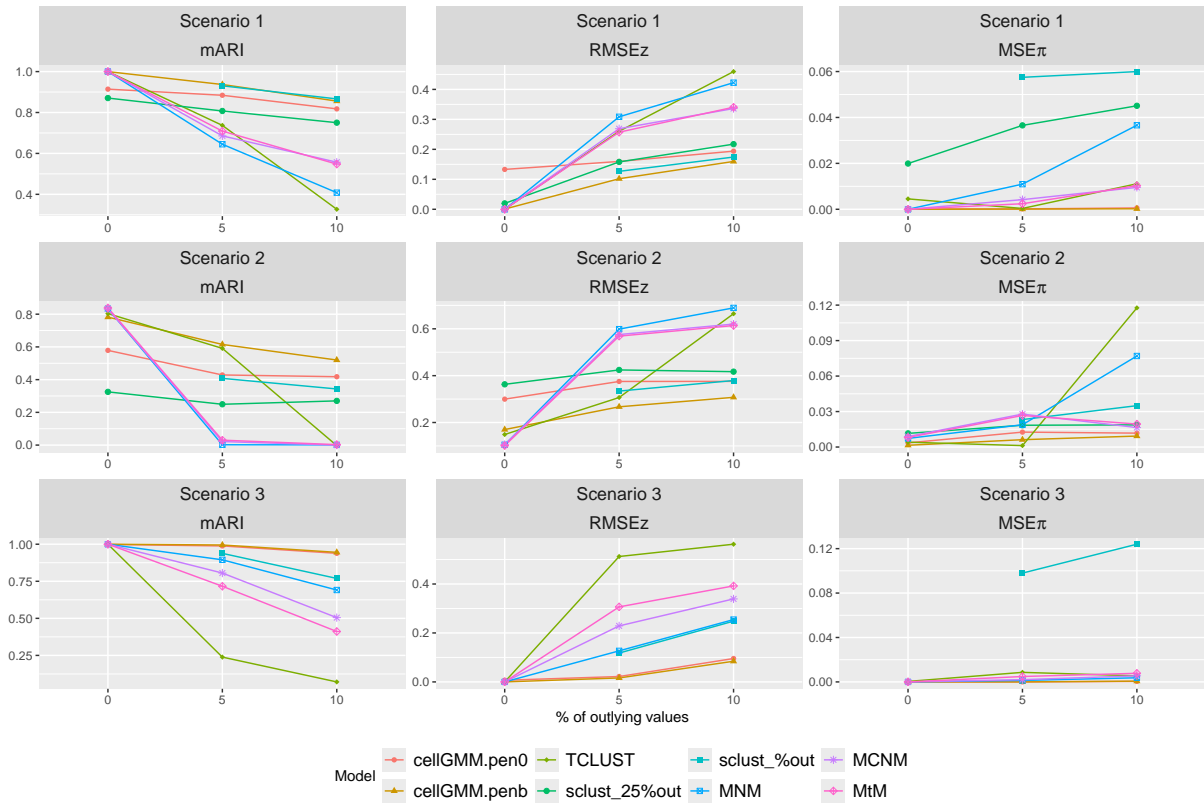 Scenario 1 Scenario 1 Scenario 1
mARI RMSEz MSEπ
1.0
0.8
0.6
0.4
0 5 10
0.4
0.3
0.2
0.1
0.0
0 5 10
0.06
0.04
0.02
0.00
0 5 10
Scenario 2 Scenario 2 Scenario 2
mARI RMSEz MSEπ
0.8
0.6
0.4
0.2
0.0
0 5 10
0.6
0.4
0.2
0 5 10
0.12
0.09
0.06
0.03
0.00
0 5 10
Scenario 3 Scenario 3 Scenario 3
mARI RMSEz MSEπ
1.00
0.75
0.50
0.25
0 5 10
0.4
0.2
0.0
0 5 10
0.12
0.08
0.04
0.00
0 5 10
% of outlying values
Model
cellGMM.pen0 TCLUST sclust_%out MCNM
cellGMM.penb sclust_25%out MNM MtM